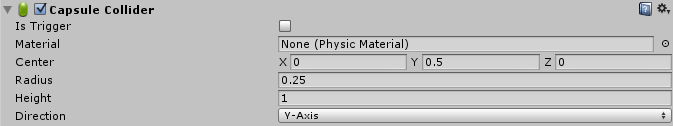 Capsule Collider
Is Trigger
Material None (Physic Material)
Center X 0 Y 0.5 Z 0
Radius 0.25
Height 1
Direction Y-Axis